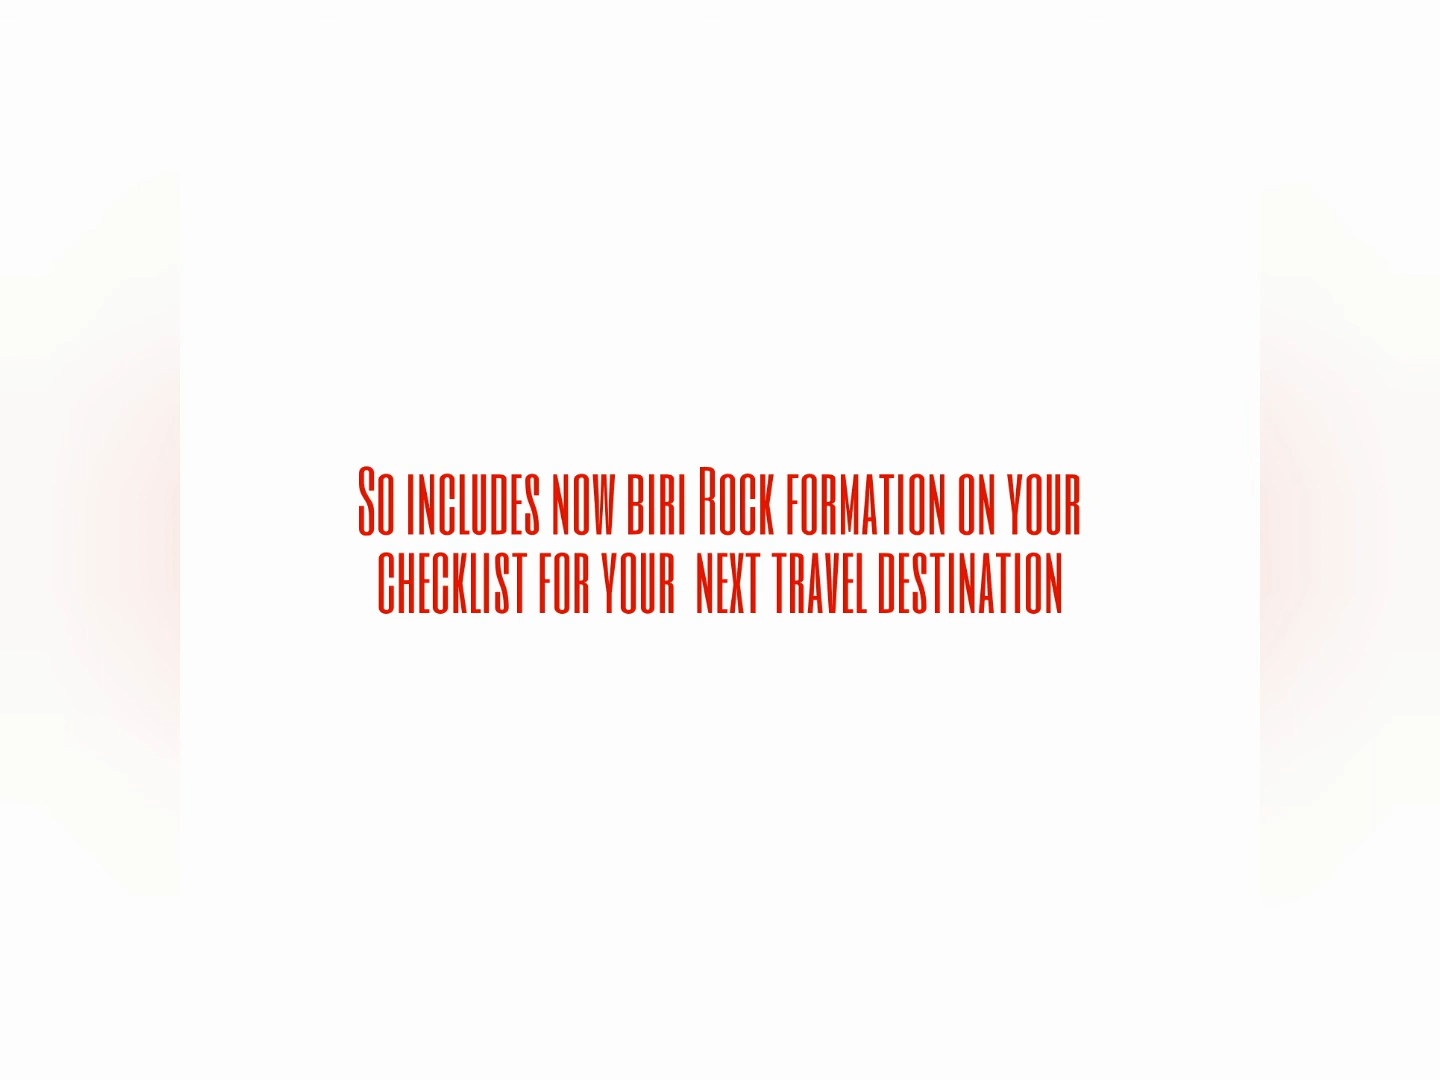 So includes now biri Rock formation on your
checklist for your  next travel destination